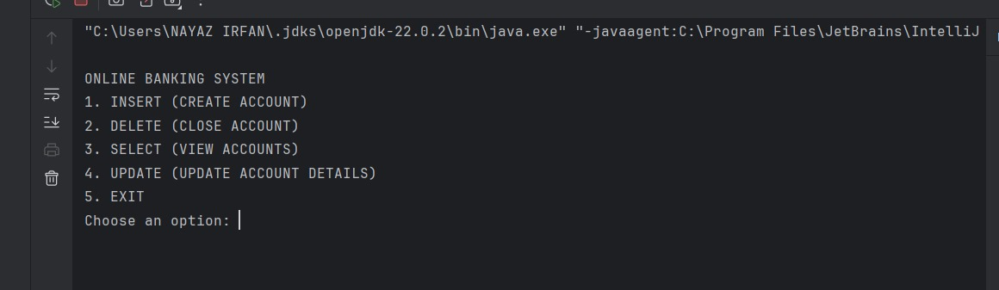 "C:\Users\NAYAZ IRFAN\.jdks\openjdk-22.0.2\bin\java.exe" "-javaagent:C:\Program Files\JetBrains\IntelliJ
ONLINE BANKING SYSTEM
1. INSERT (CREATE ACCOUNT)
2. DELETE (CLOSE ACCOUNT)
3. SELECT (VIEW ACCOUNTS)
4. UPDATE (UPDATE ACCOUNT DETAILS)
5. EXIT
Choose an option: